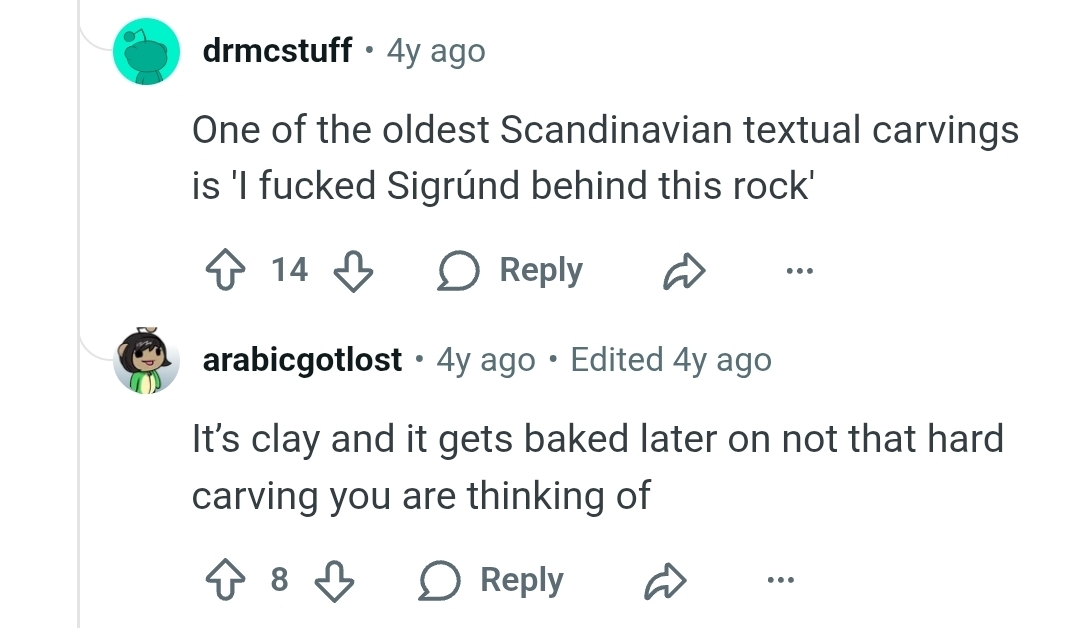 drmcstuff • 4y ago
One of the oldest Scandinavian textual carvings
is 'I fucked Sigrúnd behind this rock'
14 Reply ...
arabicgotlost • 4y ago • Edited 4y ago
It’s clay and it gets baked later on not that hard
carving you are thinking of
8 Reply ...